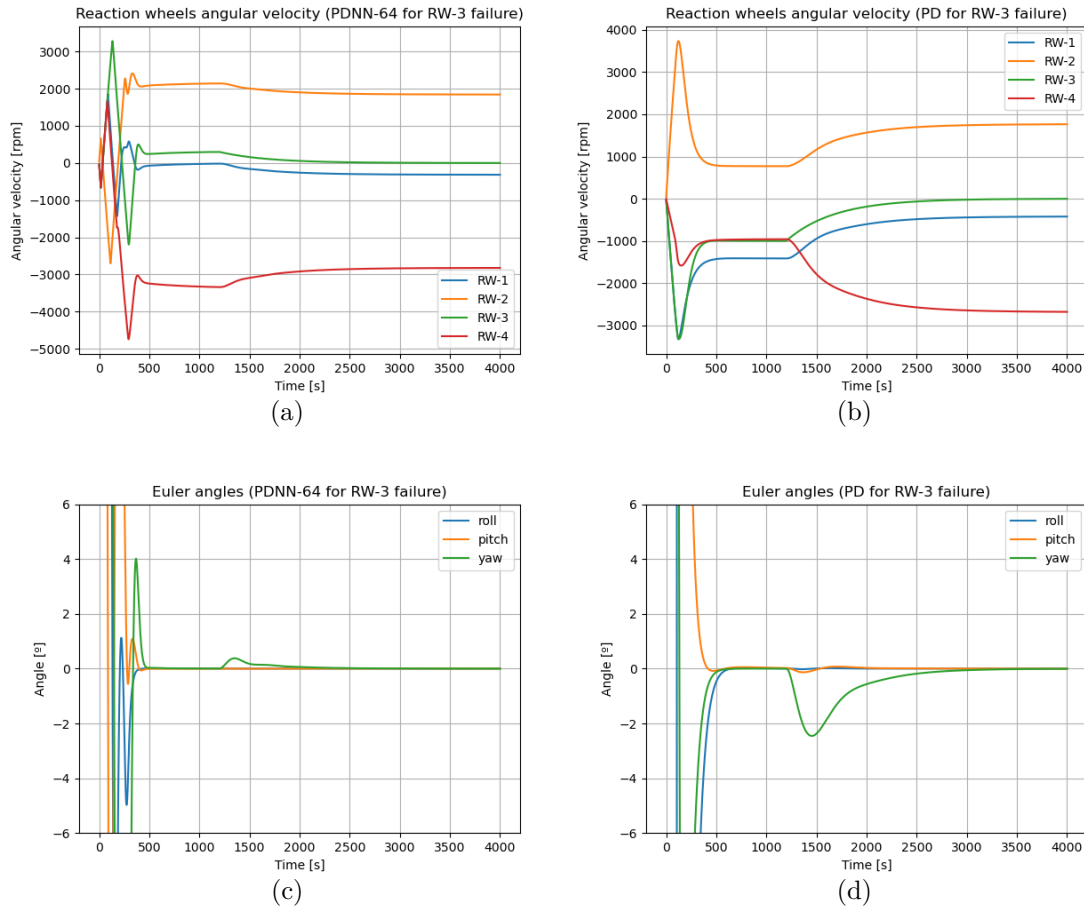 Reaction wheels angular velocity (PDNN-64 for RW-3 failure)
3000
2000
1000
0
−1000
−2000
−3000
−4000
−5000
Angular velocity [rpm]
RW-1
RW-2
RW-3
RW-4
0 500 1000 1500 2000 2500 3000 3500 4000
Time [s]
(a)
Reaction wheels angular velocity (PD for RW-3 failure)
4000
3000
2000
1000
0
−1000
−2000
−3000
Angular velocity [rpm]
RW-1
RW-2
RW-3
RW-4
0 500 1000 1500 2000 2500 3000 3500 4000
Time [s]
(b)
Euler angles (PDNN-64 for RW-3 failure)
6
4
2
0
−2
−4
−6
Angle [º]
roll
pitch
yaw
0 500 1000 1500 2000 2500 3000 3500 4000
Time [s]
(c)
Euler angles (PD for RW-3 failure)
6
4
2
0
−2
−4
−6
Angle [º]
roll
pitch
yaw
0 500 1000 1500 2000 2500 3000 3500 4000
Time [s]
(d)